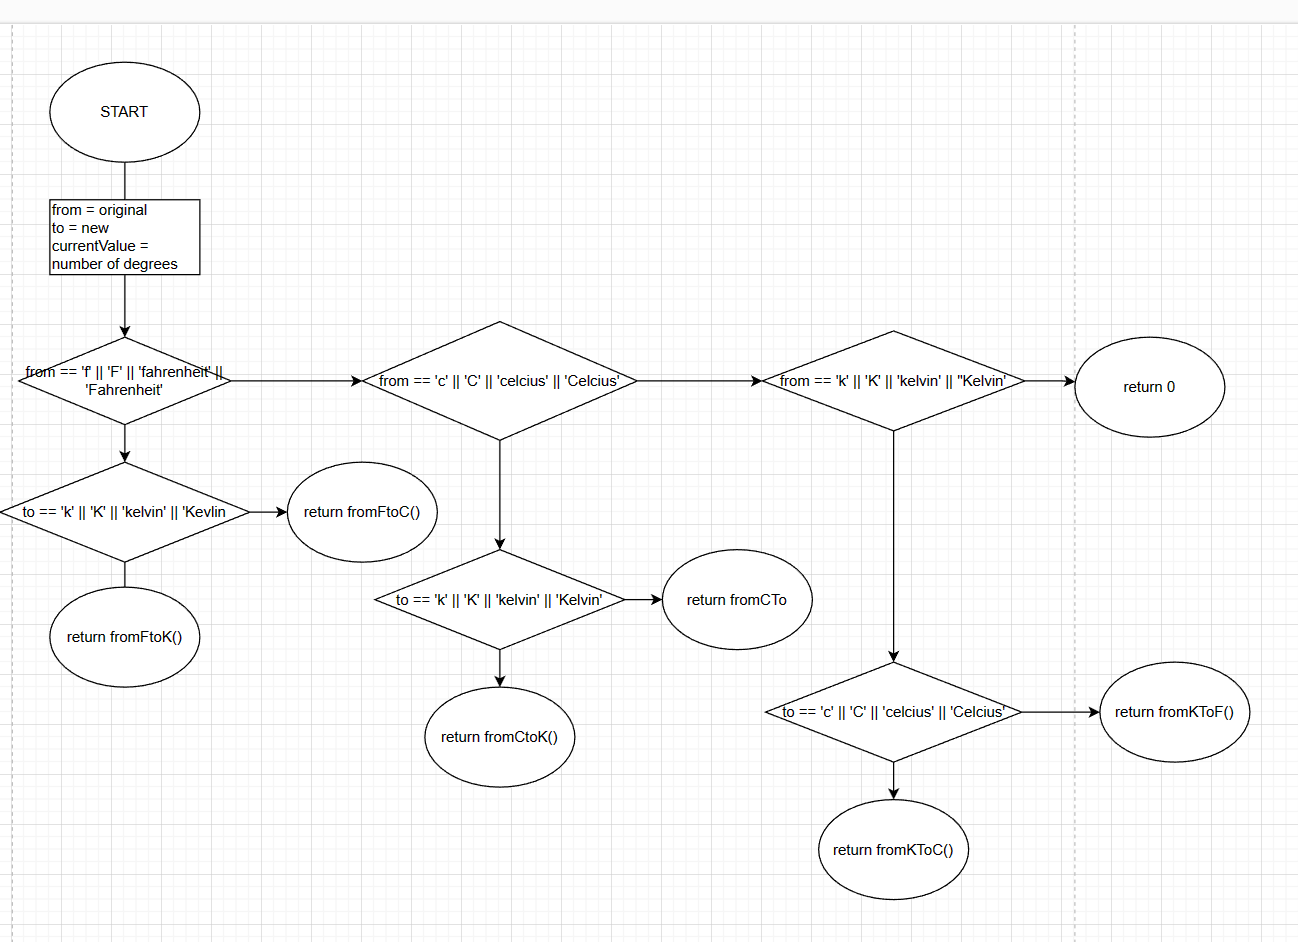 START
from = original
to = new
currentValue =
number of degrees
from == 'f' || 'F' || 'fahrenheit' ||
'Fahrenheit'
from == 'c' || 'C' || 'celcius' || 'Celcius'
from == 'k' || 'K' || 'kelvin' || "Kelvin'
return 0
to == 'k' || 'K' || 'kelvin' || 'Kevlin
return fromFtoC()
to == 'k' || 'K' || 'kelvin' || 'Kelvin'
return fromCTo
return fromFtoK()
to == 'c' || 'C' || 'celcius' || 'Celcius'
return fromKToF()
return fromCtoK()
return fromKToC()